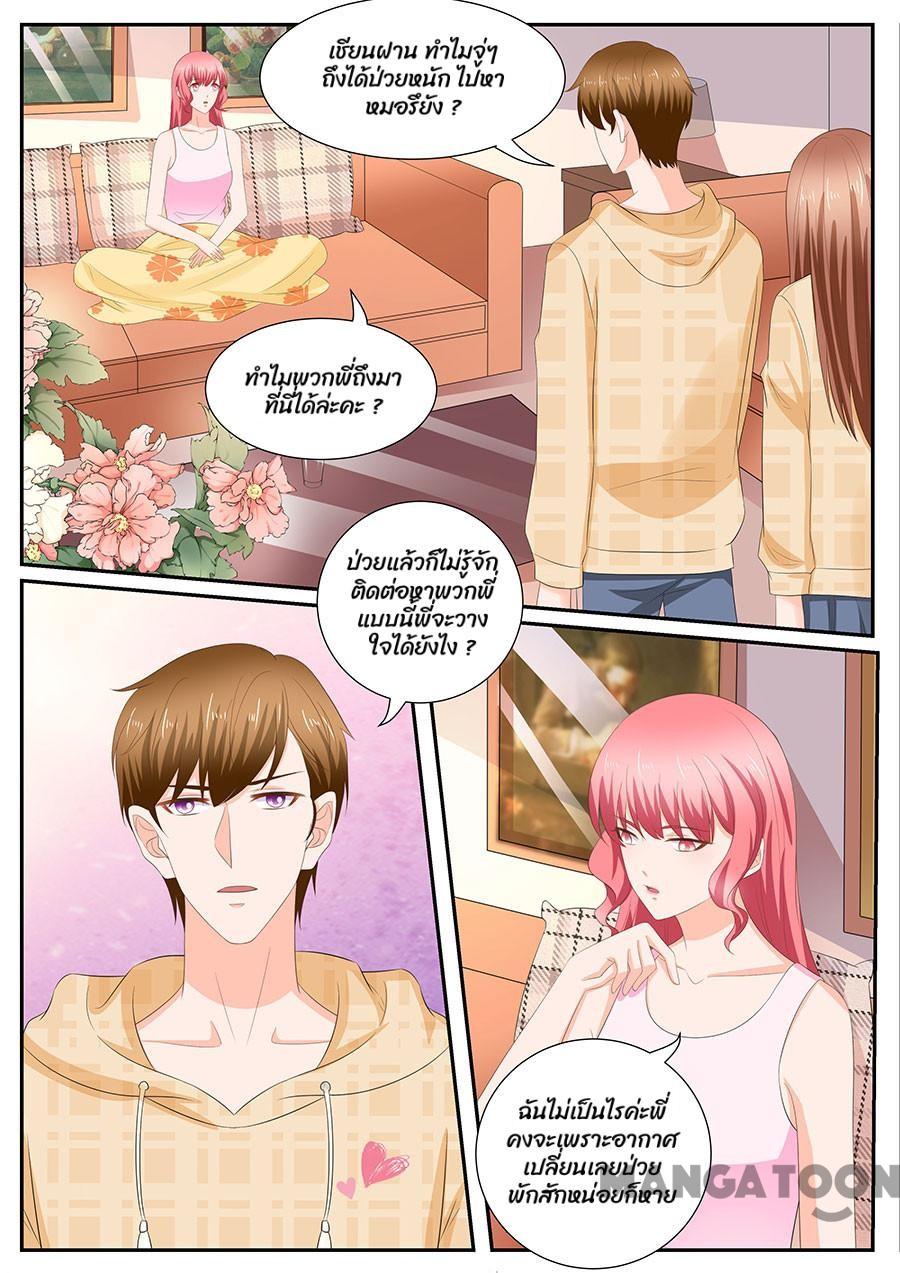 เชียนฝาน ทำไมจู่ๆ
ถึงได้ป่วยหนัก ไปหา
หมอรึยัง ?
ทำไมพวกพี่ถึงมา
ที่นี่ได้ล่ะคะ ?
ป่วยแล้วก็ไม่รู้จัก
ติดต่อหาพวกพี่
แบบนี้พี่จะวาง
ใจได้ยังไง ?
ฉันไม่เป็นไรค่ะพี่
คงจะเพราะอากาศ
เปลี่ยนเลยป่วย
พักสักหน่อยก็หาย
MANGATOON